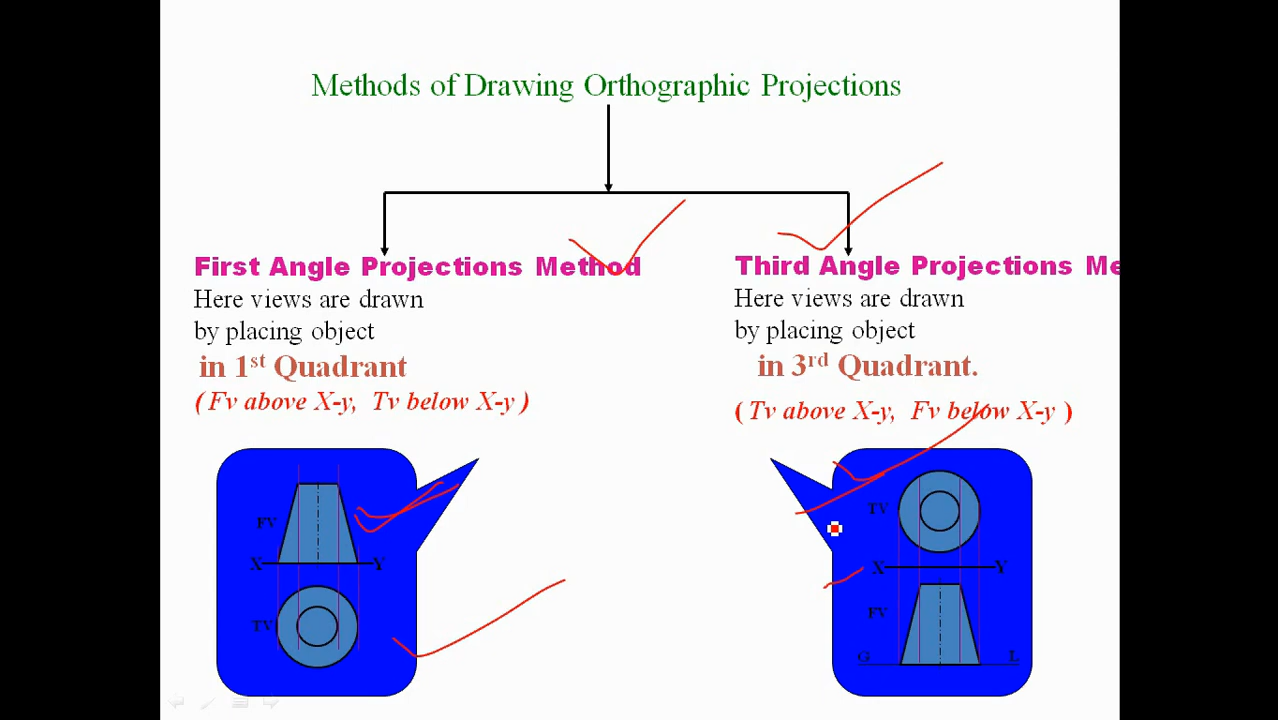 Methods of Drawing Orthographic Projections
First Angle Projections Method
Here views are drawn
by placing object
in 1st Quadrant
( Fv above X-y, Tv below X-y )
FV
X Y
TV
Third Angle Projections Me
Here views are drawn
by placing object
in 3rd Quadrant.
( Tv above X-y, Fv below X-y )
TV
X Y
FV
G L